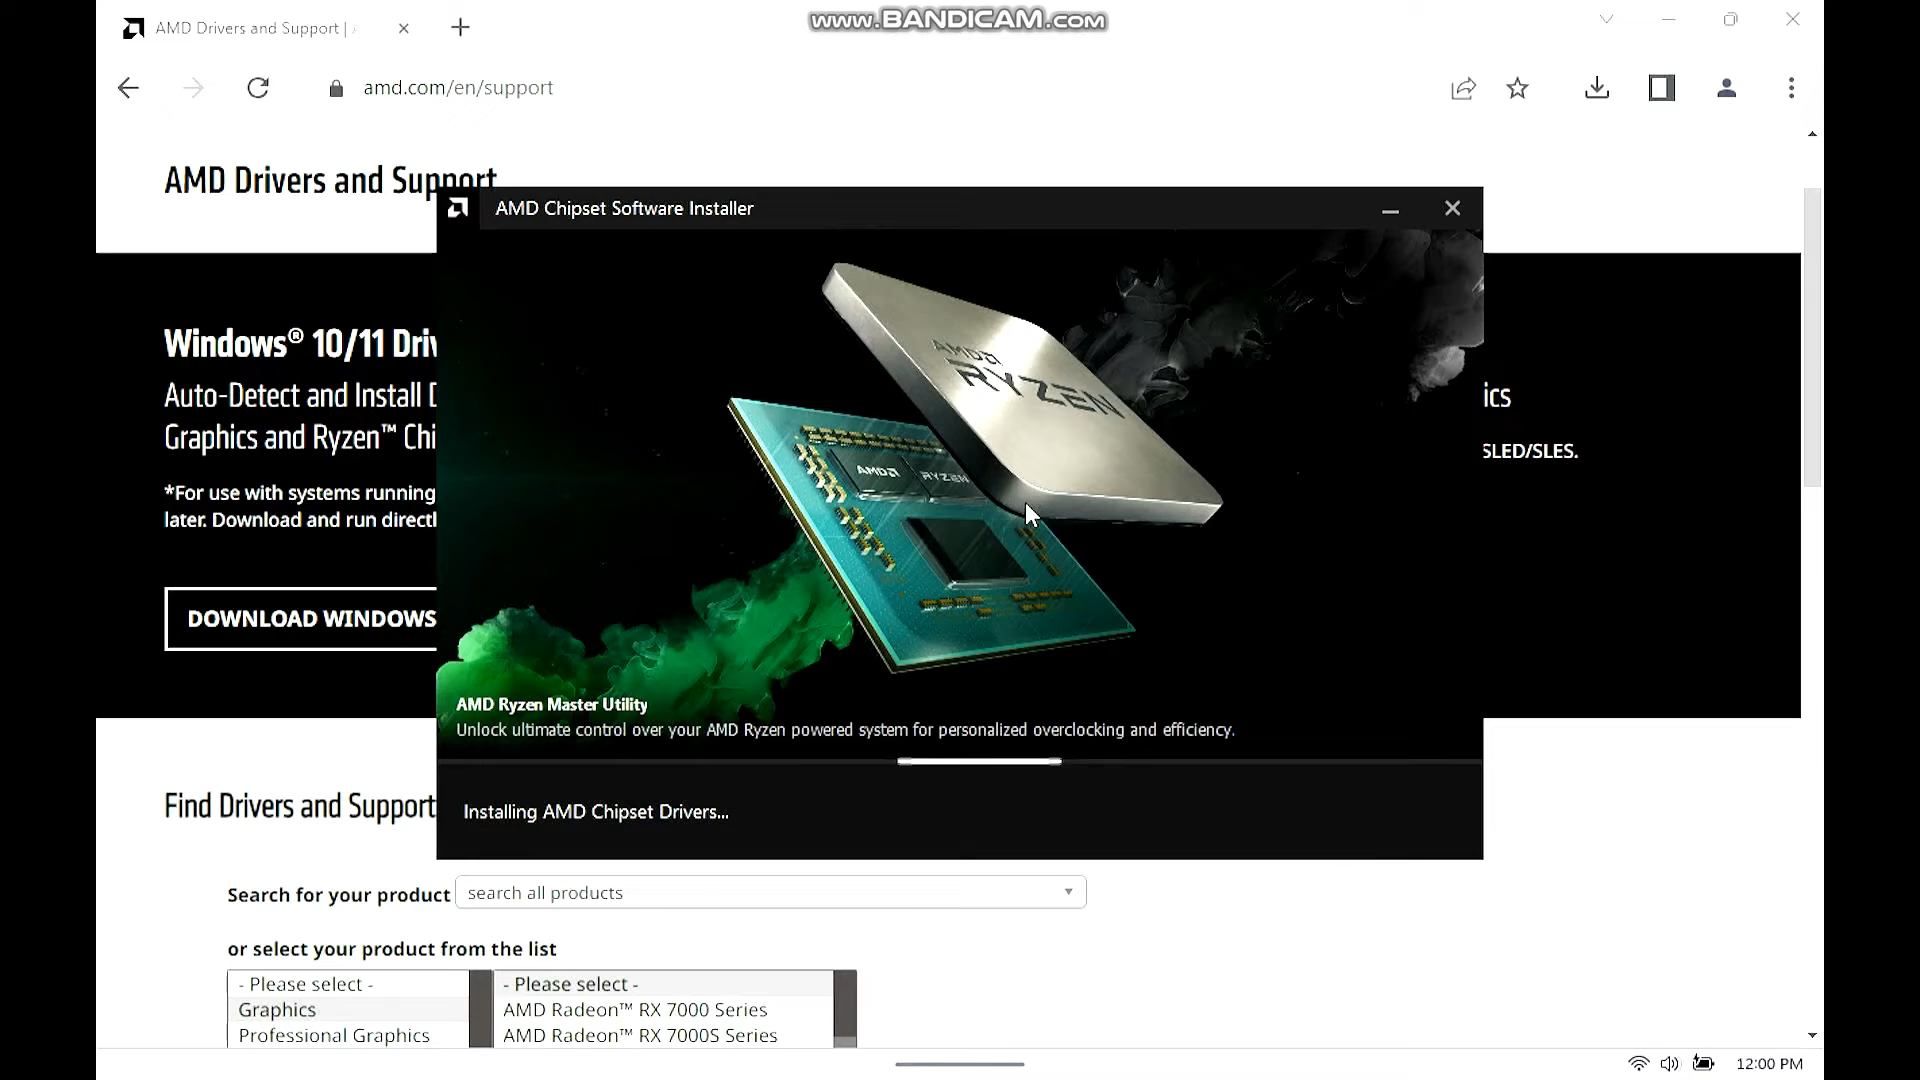 www.BANDICAM.com
AMD Drivers and Support |
amd.com/en/support
AMD Drivers and Support
AMD Chipset Software Installer
Windows® 10/11 Driv
Auto-Detect and Install D
Graphics and Ryzen™ Chi
*For use with systems running
later. Download and run directl
DOWNLOAD WINDOWS
ics
SLED/SLES.
AMD
RYZEN
AMD RYZEN
AMD Ryzen Master Utility
Unlock ultimate control over your AMD Ryzen powered system for personalized overclocking and efficiency.
Installing AMD Chipset Drivers...
Find Drivers and Support
Search for your product
search all products
or select your product from the list
- Please select -
Graphics
Professional Graphics
- Please select -
AMD Radeon™ RX 7000 Series
AMD Radeon™ RX 7000S Series
12:00 PM